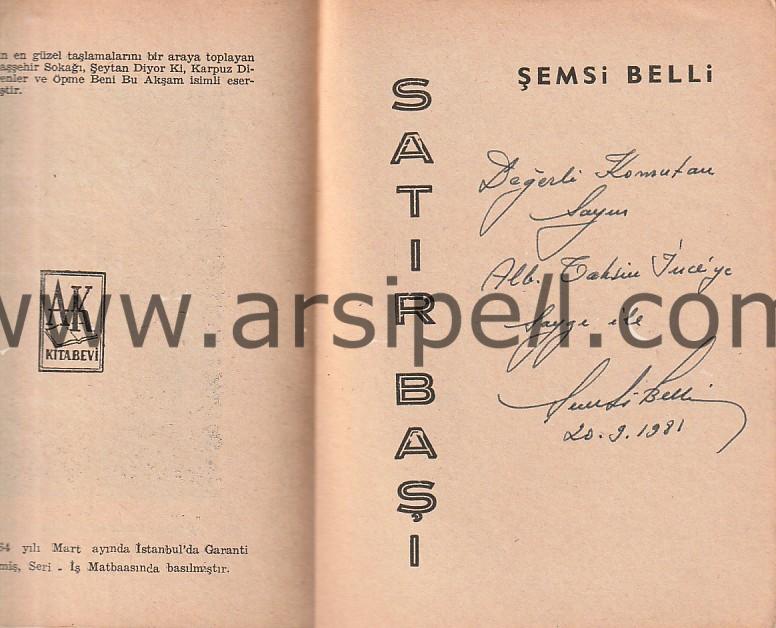 n en güzel taşlamalarını bir araya toplayan
aşşehir Sokağı, Şeytan Diyor Ki, Karpuz Di-
enler ve Öpme Beni Bu Akşam isimli eser-
ştir.
AK
KİTABEVİ
64 yılı Mart ayında İstanbul'da Garanti
miş, Seri - İş Matbaasında basılmıştır.
SATIRBAŞI
ŞEMSİ BELLİ
Değerli Komutan
Sayın
Alb. Tahsin İnce'ye
Saygı ile
Şemsi Belli
20.9.1981
www.arsipell.com